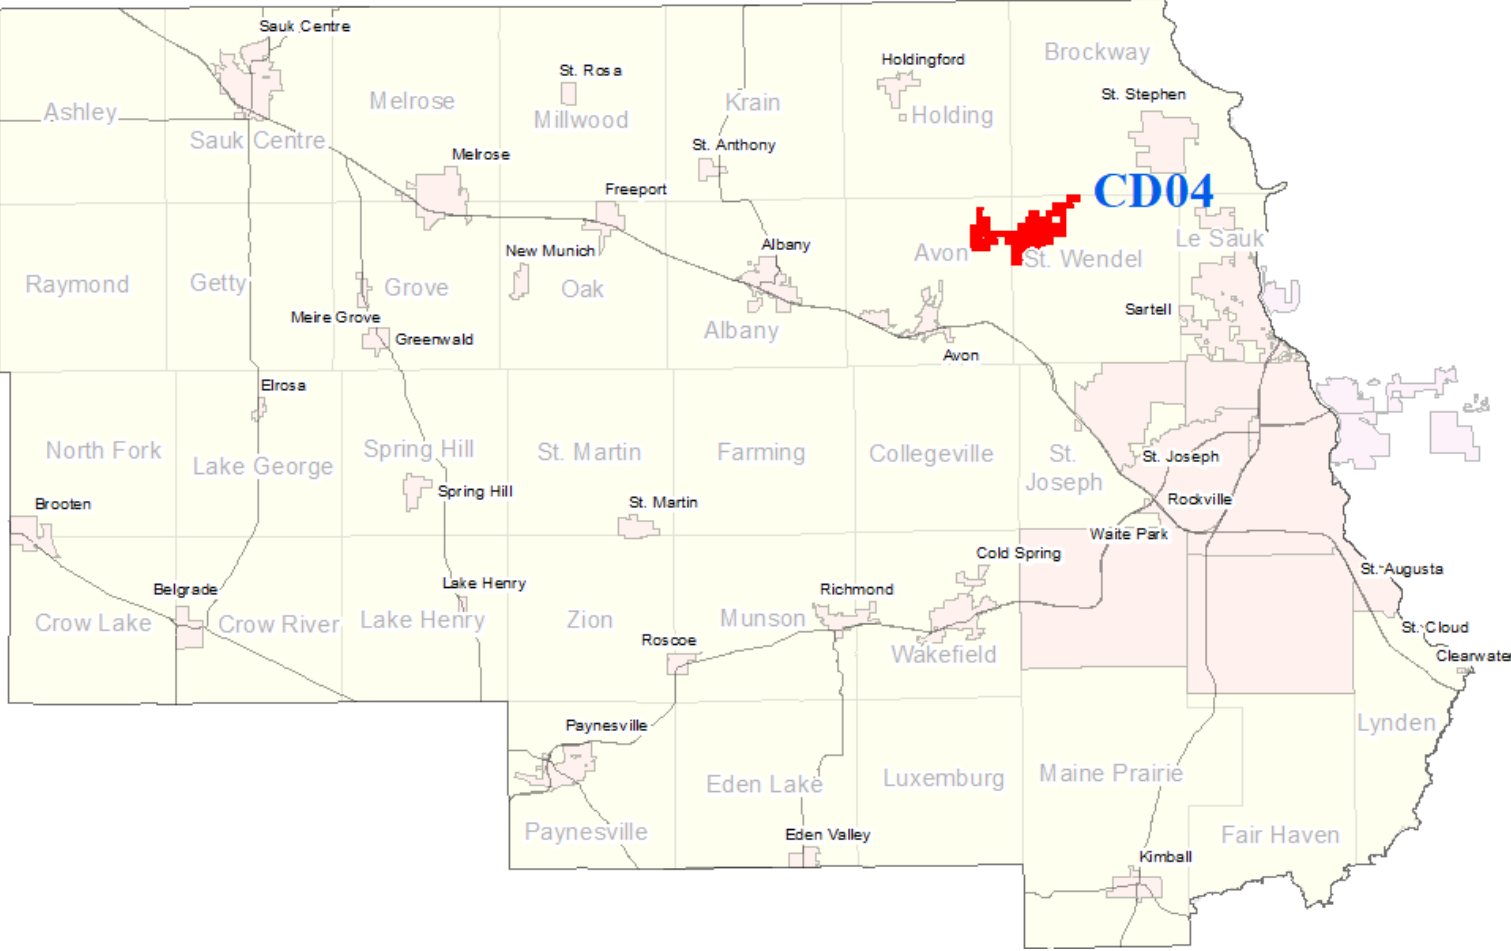 Sauk Centre
Brockway
Holdingford
St. Rosa
St. Stephen
Ashley
Melrose
Krain
Millwood
Holding
Sauk Centre
St. Anthony
Melrose
Freeport
CD04
Le Sauk
Albany
New Munich
Avon
St. Wendel
Raymond
Getty
Grove
Oak
Meire Grove
Sartell
Albany
Greenwald
Avon
Elrosa
North Fork
Spring Hill
St. Martin
Farming
Collegeville
St.
Joseph
St. Joseph
Lake George
Spring Hill
Rockville
Brooten
St. Martin
Waite Park
Cold Spring
St. Augusta
Belgrade
Lake Henry
Richmond
Crow Lake
Crow River
Lake Henry
Zion
Munson
St. Cloud
Roscoe
Wakefield
Clearwate
Paynesville
Lynden
Eden Lake
Luxemburg
Maine Prairie
Paynesville
Eden Valley
Fair Haven
Kimball